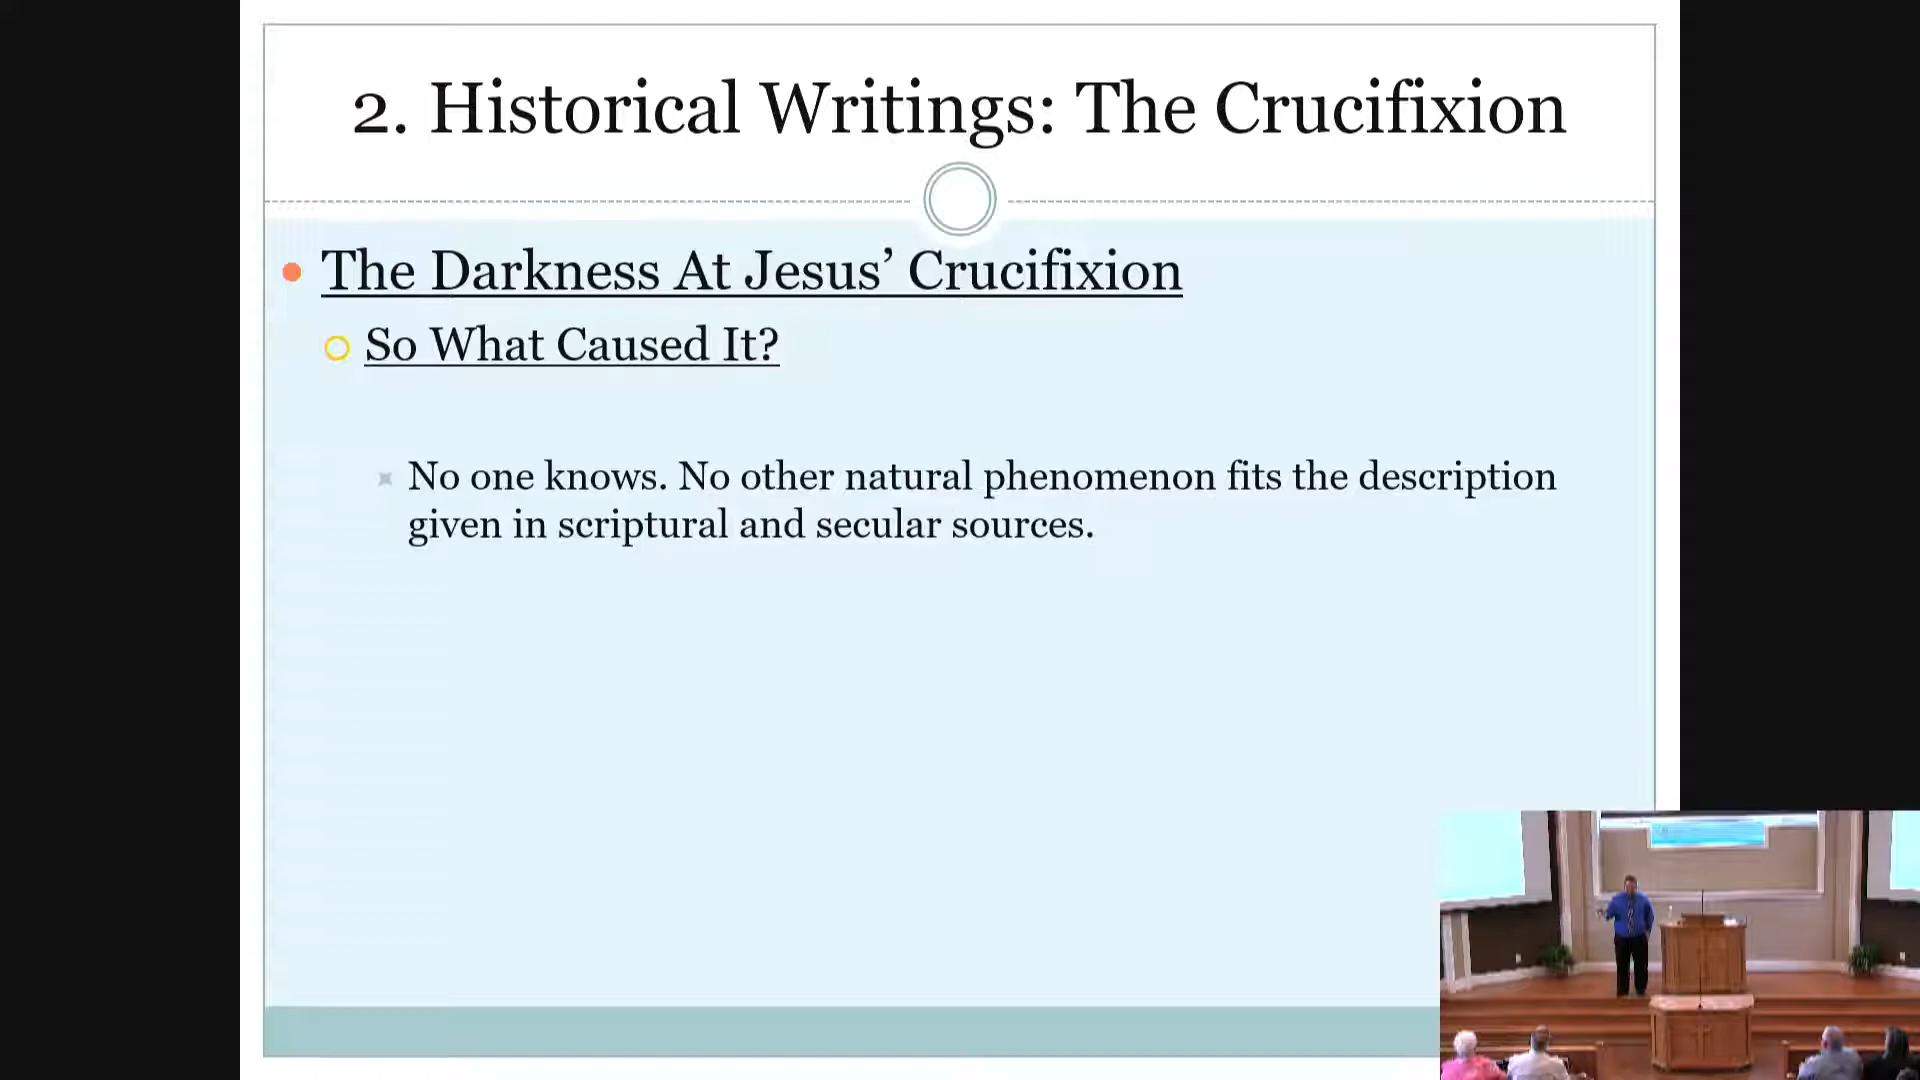 2. Historical Writings: The Crucifixion
The Darkness At Jesus’ Crucifixion
So What Caused It?
No one knows. No other natural phenomenon fits the description
given in scriptural and secular sources.